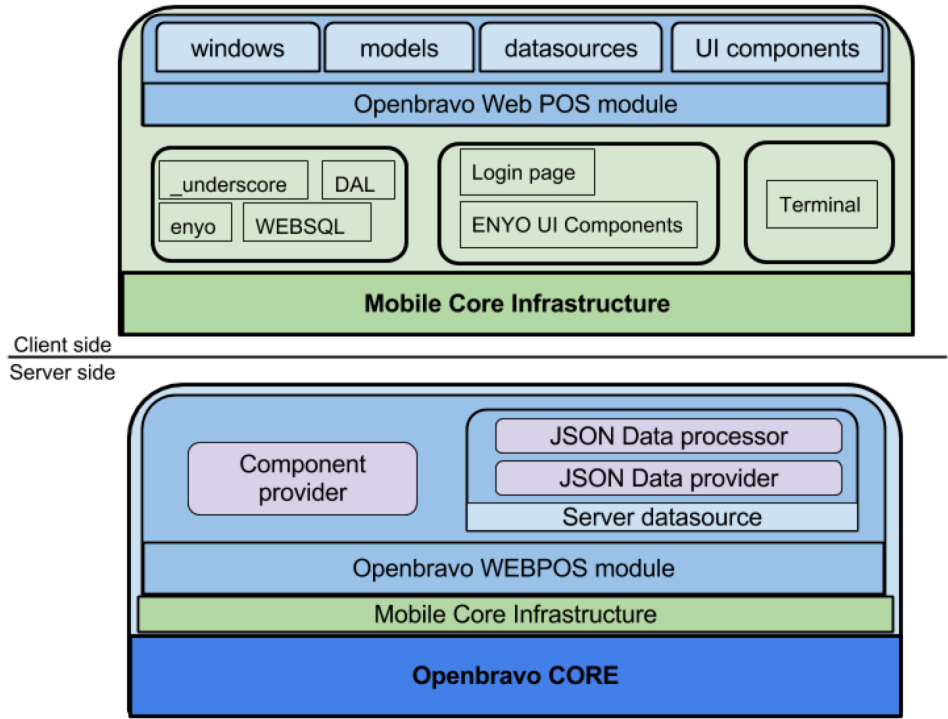 windows
models
datasources
UI components
Openbravo Web POS module
_underscore
DAL
enyo
WEBSQL
Login page
ENYO UI Components
Terminal
Mobile Core Infrastructure
Client side
Server side
Component
provider
JSON Data processor
JSON Data provider
Server datasource
Openbravo WEBPOS module
Mobile Core Infrastructure
Openbravo CORE